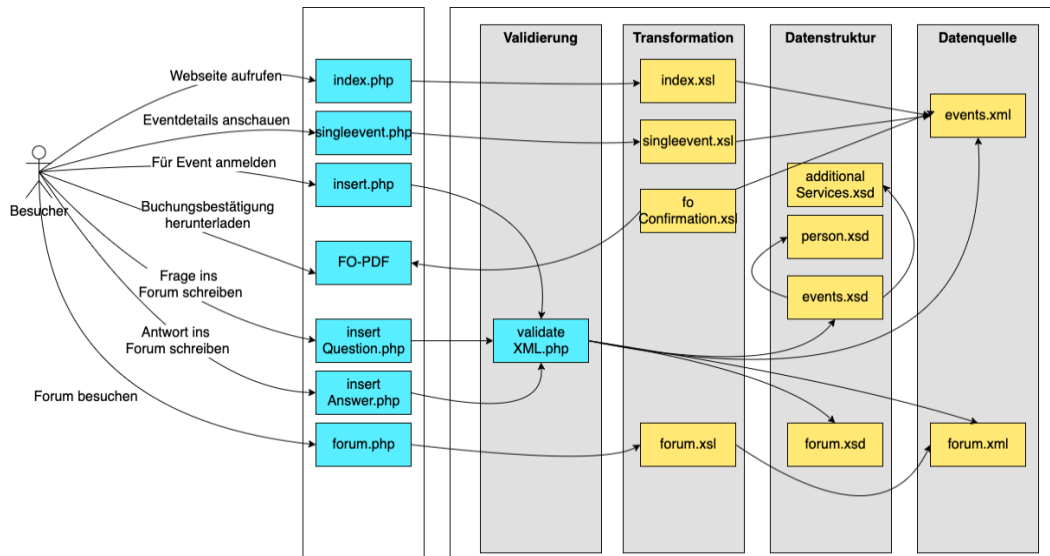 Validierung
Transformation
Datenstruktur
Datenquelle
Webseite aufrufen
index.php
index.xsl
events.xml
Eventdetails anschauen
singleevent.php
singleevent.xsl
Für Event anmelden
insert.php
additional
Services.xsd
Besucher
Buchungsbestätigung
herunterladen
fo
Confirmation.xsl
person.xsd
FO-PDF
Frage ins
Forum schreiben
events.xsd
Antwort ins
Forum schreiben
insert
Question.php
validate
XML.php
Forum besuchen
insert
Answer.php
forum.php
forum.xsl
forum.xsd
forum.xml